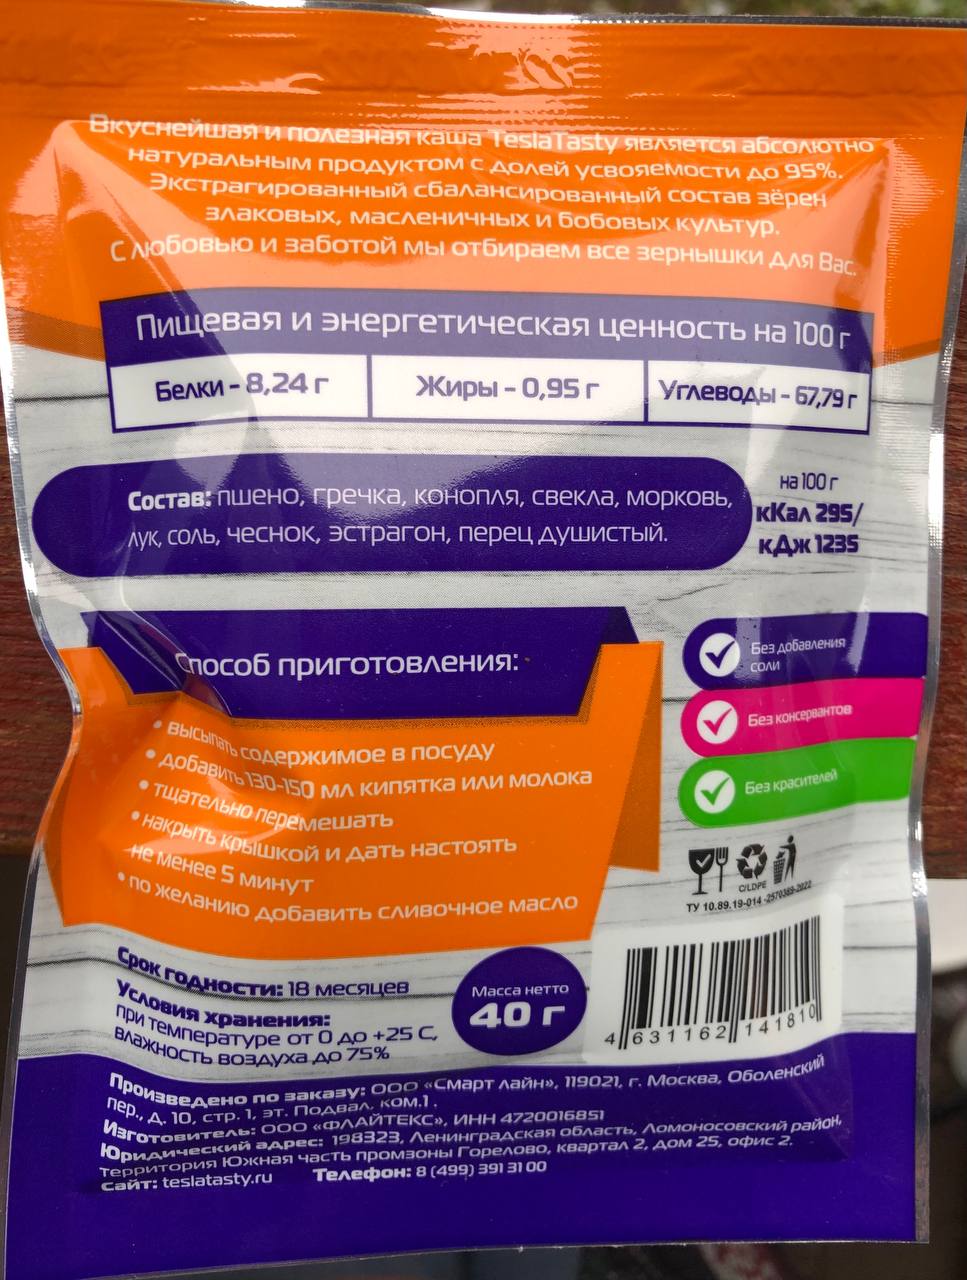 Вкуснейшая и полезная каша TeslaTasty является абсолютно
натуральным продуктом с долей усвояемости до 95%.
Экстрагированный сбалансированный состав зёрен
злаковых, масленичных и бобовых культур.
С любовью и заботой мы отбираем все зернышки для Вас.
Пищевая и энергетическая ценность на 100 г
Белки - 8,24 г
Жиры - 0,95 г
Углеводы - 67,79 г
Состав: пшено, гречка, конопля, свекла, морковь,
лук, соль, чеснок, эстрагон, перец душистый.
на 100 г
кКал 295/
кДж 1235
Способ приготовления:
• высыпать содержимое в посуду
• добавить 130-150 мл кипятка или молока
• тщательно перемешать
• накрыть крышкой и дать настоять
не менее 5 минут
• по желанию добавить сливочное масло
Без добавления
соли
Без консервантов
Без красителей
C/LDPE
ТУ 10.89.19-014 -2570389-2022
Срок годности: 18 месяцев
Условия хранения:
при температуре от 0 до +25 С,
влажность воздуха до 75%
Масса нетто
40 г
4 631162 141810
Произведено по заказу: ООО «Смарт лайн», 119021, г. Москва, Оболенский
пер., д. 10, стр. 1, эт. Подвал, ком.1 .
Изготовитель: ООО «ФЛАЙТЕКС», ИНН 4720016851
Юридический адрес: 198323, Ленинградская область, Ломоносовский район,
территория Южная часть промзоны Горелово, квартал 2, дом 25, офис 2.
Сайт: teslatasty.ru Телефон: 8 (499) 391 31 00